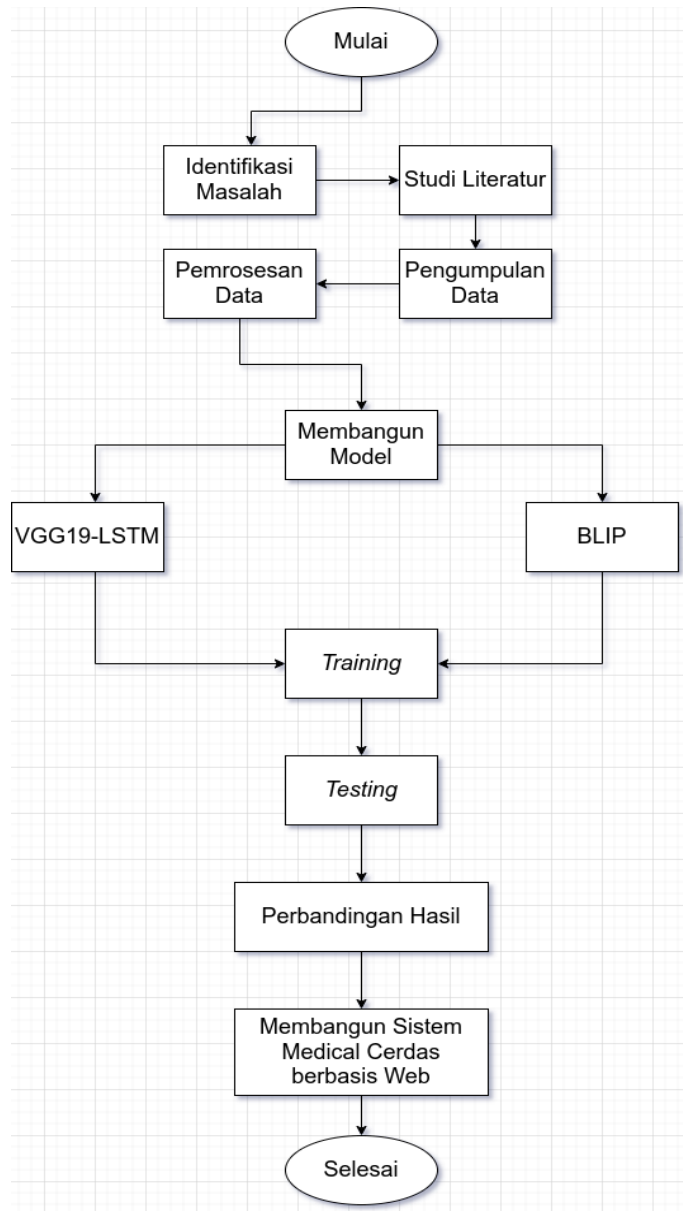 Mulai
Identifikasi
Masalah
Studi Literatur
Pengumpulan
Data
Pemrosesan
Data
Membangun
Model
VGG19-LSTM
BLIP
Training
Testing
Perbandingan Hasil
Membangun Sistem
Medical Cerdas
berbasis Web
Selesai